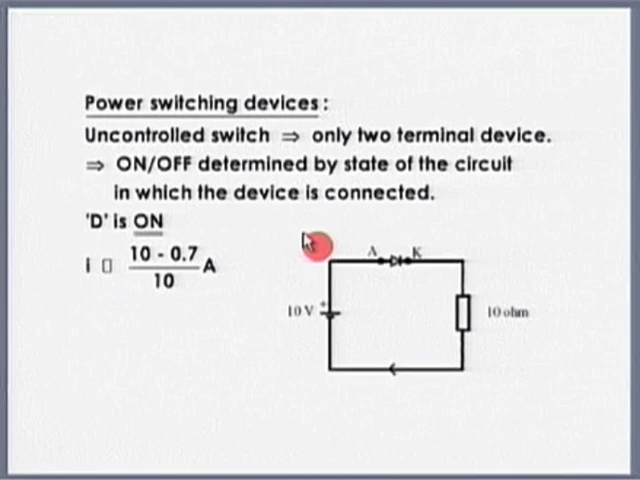 Power switching devices :
Uncontrolled switch ⇒ only two terminal device.
⇒ ON/OFF determined by state of the circuit
in which the device is connected.
'D' is ON
i ▯ 10 - 0.7 / 10 A
A K
10 V +
10 ohm